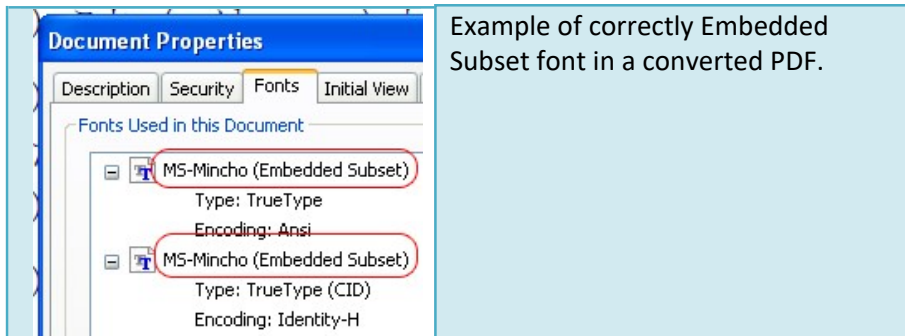 Document Properties
Description Security Fonts Initial View
Fonts Used in this Document
MS-Mincho (Embedded Subset)
Type: TrueType
Encoding: Ansi
MS-Mincho (Embedded Subset)
Type: TrueType (CID)
Encoding: Identity-H
Example of correctly Embedded
Subset font in a converted PDF.